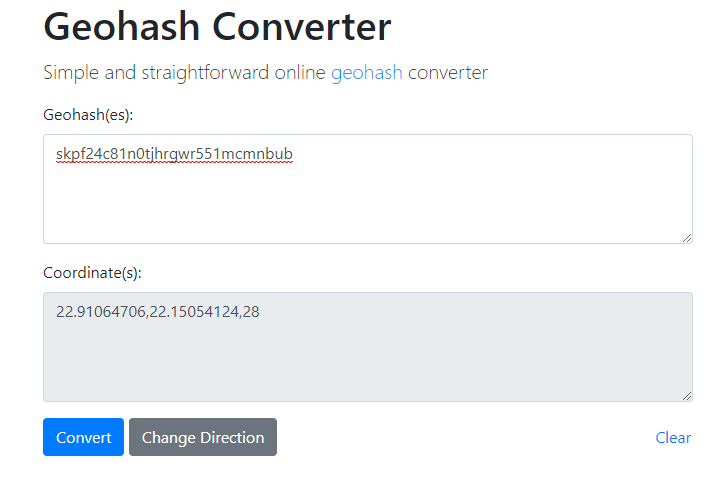 Geohash Converter
Simple and straightforward online geohash converter
Geohash(es):
skpf24c81n0tjhrgwr551mcmnbub
Coordinate(s):
22.91064706,22.15054124,28
Convert Change Direction Clear